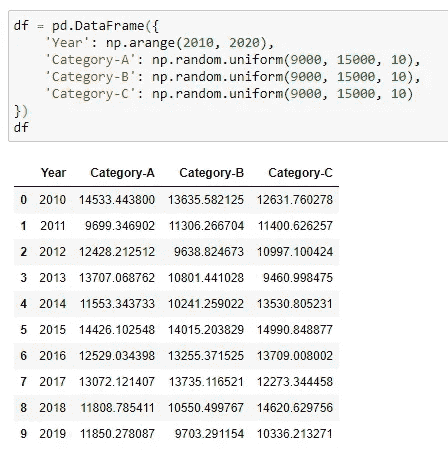 df = pd.DataFrame({
    'Year': np.arange(2010, 2020),
    'Category-A': np.random.uniform(9000, 15000, 10),
    'Category-B': np.random.uniform(9000, 15000, 10),
    'Category-C': np.random.uniform(9000, 15000, 10)
})
df
Year Category-A Category-B Category-C
0 2010 14533.443800 13635.582125 12631.760278
1 2011 9699.346902 11306.266704 11400.626257
2 2012 12428.212512 9638.824673 10997.100424
3 2013 13707.068762 10801.441028 9460.998475
4 2014 11553.343733 10241.259022 13530.805231
5 2015 14426.102548 14015.203829 14990.848877
6 2016 12529.034398 13255.371525 13709.008002
7 2017 13072.121407 13735.116521 12273.344458
8 2018 11808.785411 10550.499767 14620.629756
9 2019 11850.278087 9703.291154 10336.213271